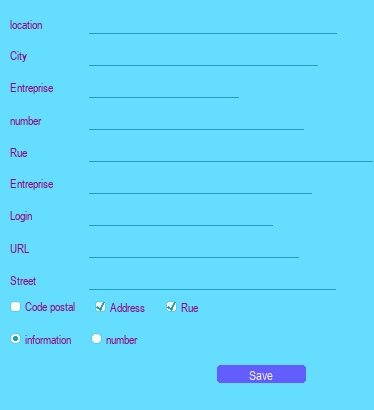 location
City
Entreprise
number
Rue
Entreprise
Login
URL
Street
Code postal Address Rue
information number
Save